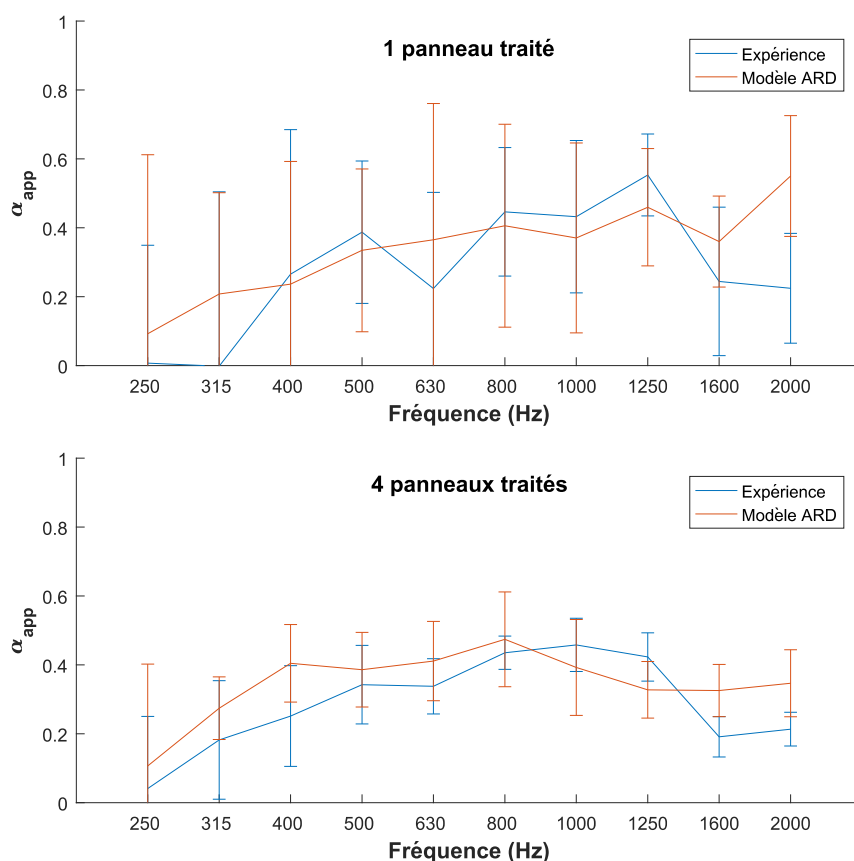 1 panneau traité
Expérience
Modèle ARD
1
0.8
0.6
0.4
0.2
0
α app
250 315 400 500 630 800 1000 1250 1600 2000
Fréquence (Hz)
4 panneaux traités
Expérience
Modèle ARD
1
0.8
0.6
0.4
0.2
0
α app
250 315 400 500 630 800 1000 1250 1600 2000
Fréquence (Hz)